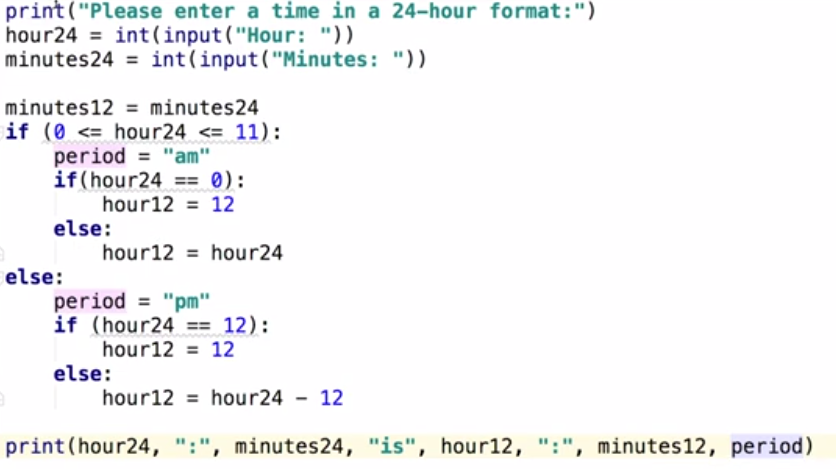 print("Please enter a time in a 24-hour format:")
hour24 = int(input("Hour: "))
minutes24 = int(input("Minutes: "))

minutes12 = minutes24
if (0 <= hour24 <= 11):
    period = "am"
    if(hour24 == 0):
        hour12 = 12
    else:
        hour12 = hour24
else:
    period = "pm"
    if (hour24 == 12):
        hour12 = 12
    else:
        hour12 = hour24 - 12

print(hour24, ":", minutes24, "is", hour12, ":", minutes12, period)